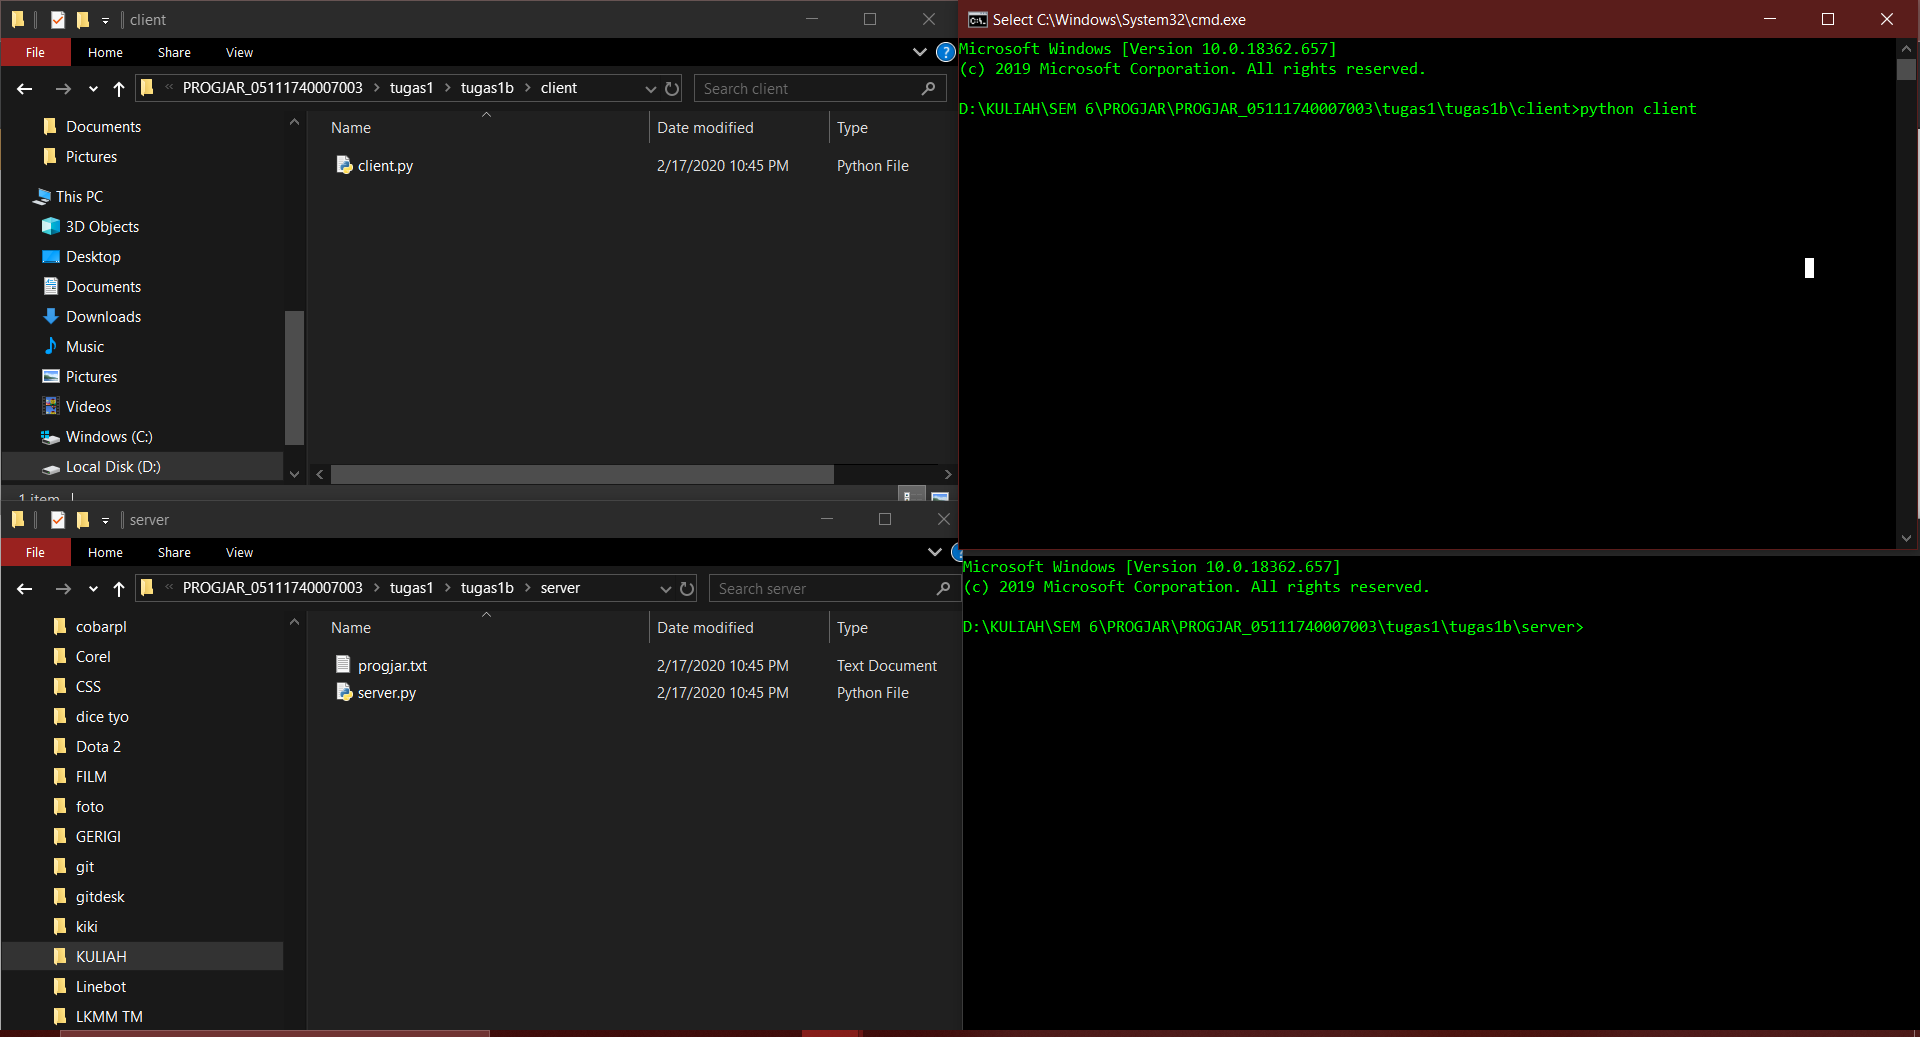 client
File Home Share View
« PROGJAR_05111740007003 > tugas1 > tugas1b > client
Search client
Documents
Pictures
This PC
3D Objects
Desktop
Documents
Downloads
Music
Pictures
Videos
Windows (C:)
Local Disk (D:)
Name Date modified Type
client.py 2/17/2020 10:45 PM Python File
1 item
Select C:\Windows\System32\cmd.exe
Microsoft Windows [Version 10.0.18362.657]
(c) 2019 Microsoft Corporation. All rights reserved.
D:\KULIAH\SEM 6\PROGJAR\PROGJAR_05111740007003\tugas1\tugas1b\client>python client
server
File Home Share View
« PROGJAR_05111740007003 > tugas1 > tugas1b > server
Search server
cobarpl
Corel
CSS
dice tyo
Dota 2
FILM
foto
GERIGI
git
gitdesk
kiki
KULIAH
Linebot
LKMM TM
Name Date modified Type
progjar.txt 2/17/2020 10:45 PM Text Document
server.py 2/17/2020 10:45 PM Python File
Microsoft Windows [Version 10.0.18362.657]
(c) 2019 Microsoft Corporation. All rights reserved.
D:\KULIAH\SEM 6\PROGJAR\PROGJAR_05111740007003\tugas1\tugas1b\server>